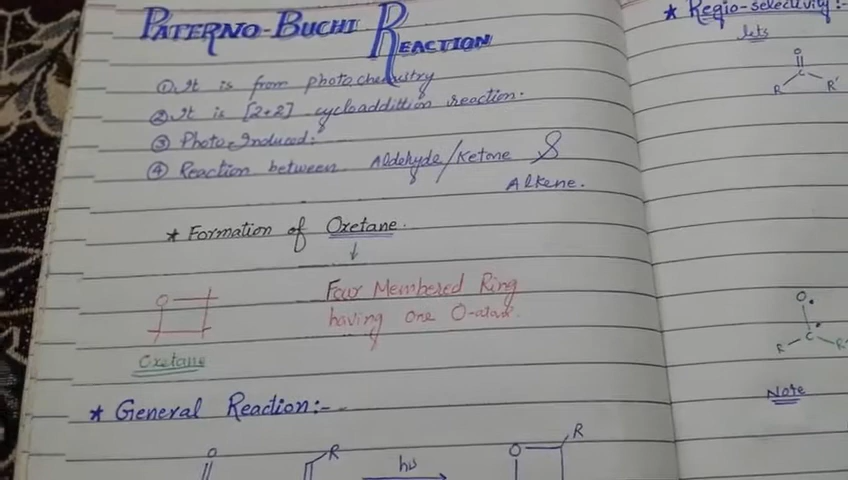 PATERNO-BUCHI REACTION
① It is from photochemistry
② It is [2+2] cycloaddittion reaction.
③ Photo-Induced:
④ Reaction between Aldehyde/Ketone &
Alkene.
* Formation of Oxetane.
↓
O
Four Membered Ring
having one O-atom.
Oxetane
* General Reaction:-
O
R
hυ
O
R
* Regio-selectivity:-
lets
O
C
R R'
O•
C•
R R'
Note